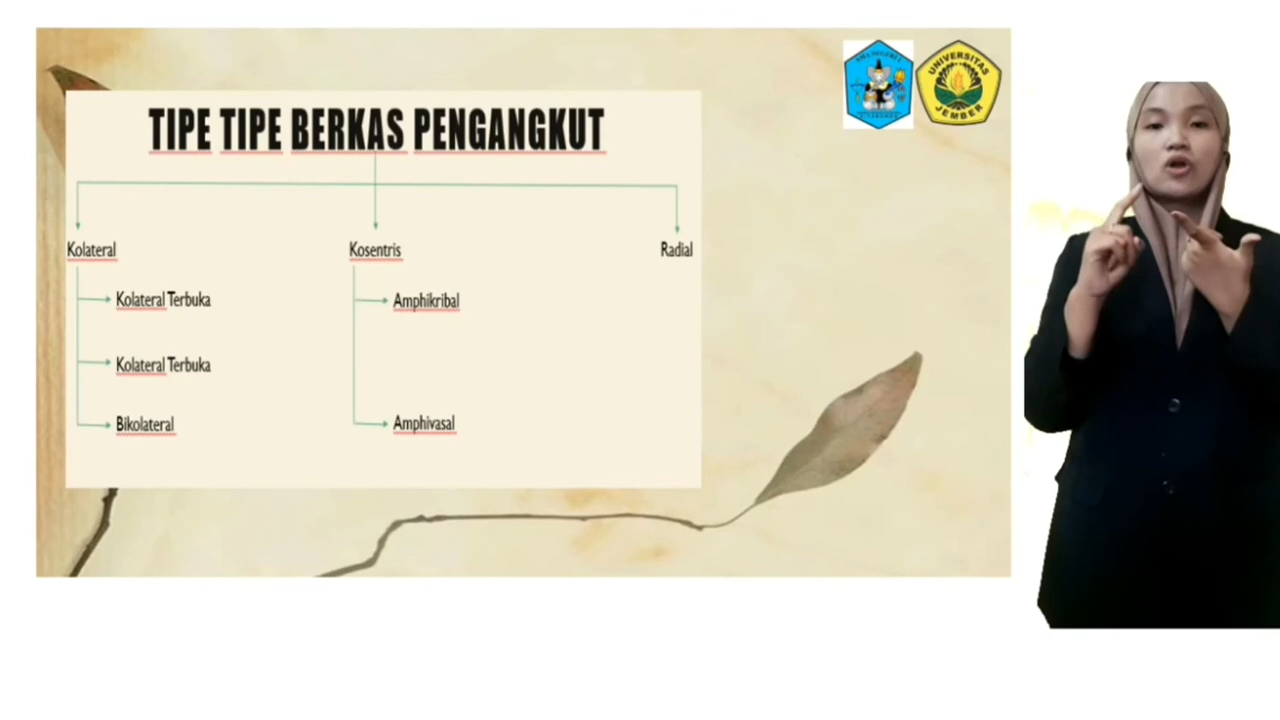 TIPE TIPE BERKAS PENGANGKUT
Kolateral
Kosentris
Radial
Kolateral Terbuka
Amphikribal
Kolateral Terbuka
Bikolateral
Amphivasal
UNIVERSITAS
JEMBER